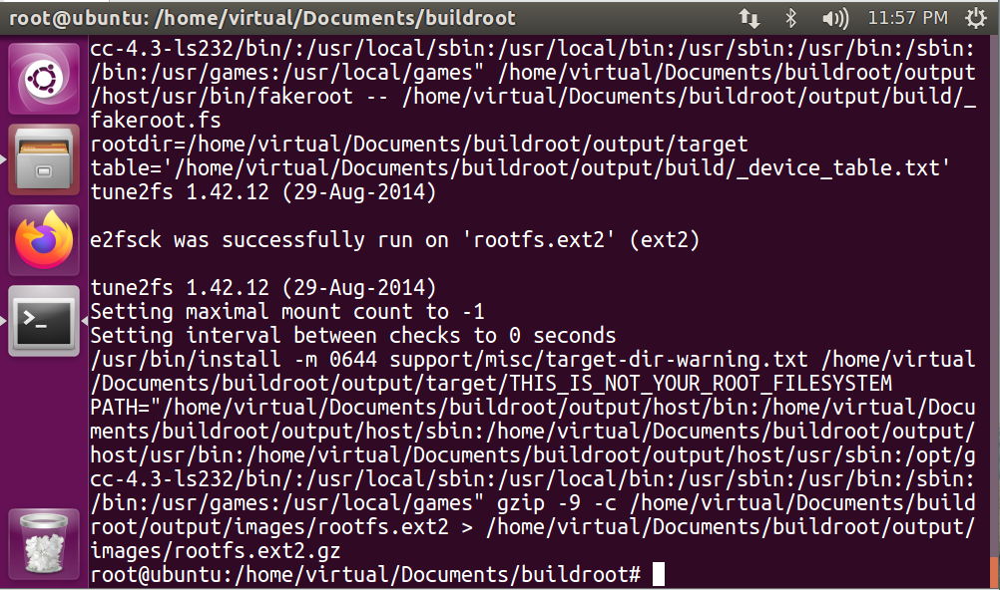 root@ubuntu: /home/virtual/Documents/buildroot
11:57 PM
cc-4.3-ls232/bin/:/usr/local/sbin:/usr/local/bin:/usr/sbin:/usr/bin:/sbin:
/bin:/usr/games:/usr/local/games" /home/virtual/Documents/buildroot/output
/host/usr/bin/fakeroot -- /home/virtual/Documents/buildroot/output/build/_
fakeroot.fs
rootdir=/home/virtual/Documents/buildroot/output/target
table='/home/virtual/Documents/buildroot/output/build/_device_table.txt'
tune2fs 1.42.12 (29-Aug-2014)
e2fsck was successfully run on 'rootfs.ext2' (ext2)
tune2fs 1.42.12 (29-Aug-2014)
Setting maximal mount count to -1
Setting interval between checks to 0 seconds
/usr/bin/install -m 0644 support/misc/target-dir-warning.txt /home/virtual
/Documents/buildroot/output/target/THIS_IS_NOT_YOUR_ROOT_FILESYSTEM
PATH="/home/virtual/Documents/buildroot/output/host/bin:/home/virtual/Docu
ments/buildroot/output/host/sbin:/home/virtual/Documents/buildroot/output/
host/usr/bin:/home/virtual/Documents/buildroot/output/host/usr/sbin:/opt/g
cc-4.3-ls232/bin/:/usr/local/sbin:/usr/local/bin:/usr/sbin:/usr/bin:/sbin:
/bin:/usr/games:/usr/local/games" gzip -9 -c /home/virtual/Documents/build
root/output/images/rootfs.ext2 > /home/virtual/Documents/buildroot/output/
images/rootfs.ext2.gz
root@ubuntu:/home/virtual/Documents/buildroot#